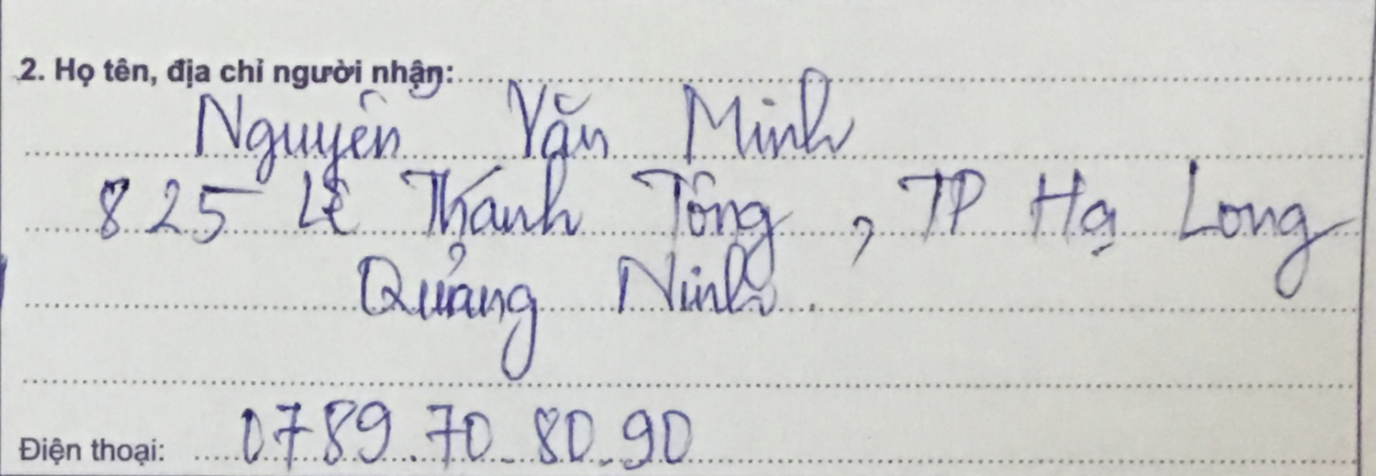 2. Họ tên, địa chỉ người nhận:
Nguyễn Văn Minh
825 Lê Thánh Tông, TP Hạ Long
Quảng Ninh.
Điện thoại: 0789.70-80-90